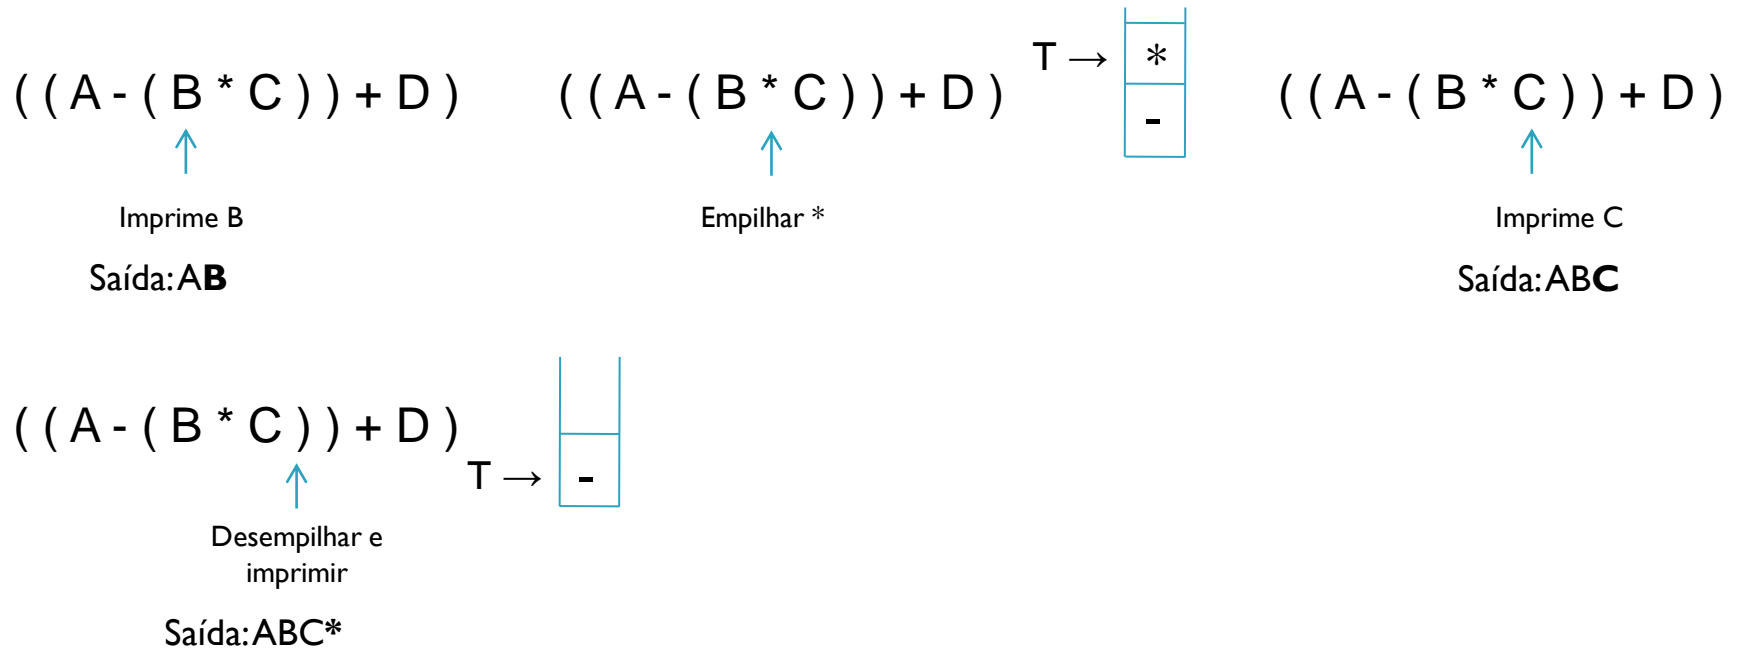 ( ( A - ( B * C ) ) + D )
Imprime B
Saída: AB
( ( A - ( B * C ) ) + D )
T → *
-
Empilhar *
( ( A - ( B * C ) ) + D )
Imprime C
Saída: ABC
( ( A - ( B * C ) ) + D )
T → -
Desempilhar e
imprimir
Saída: ABC*